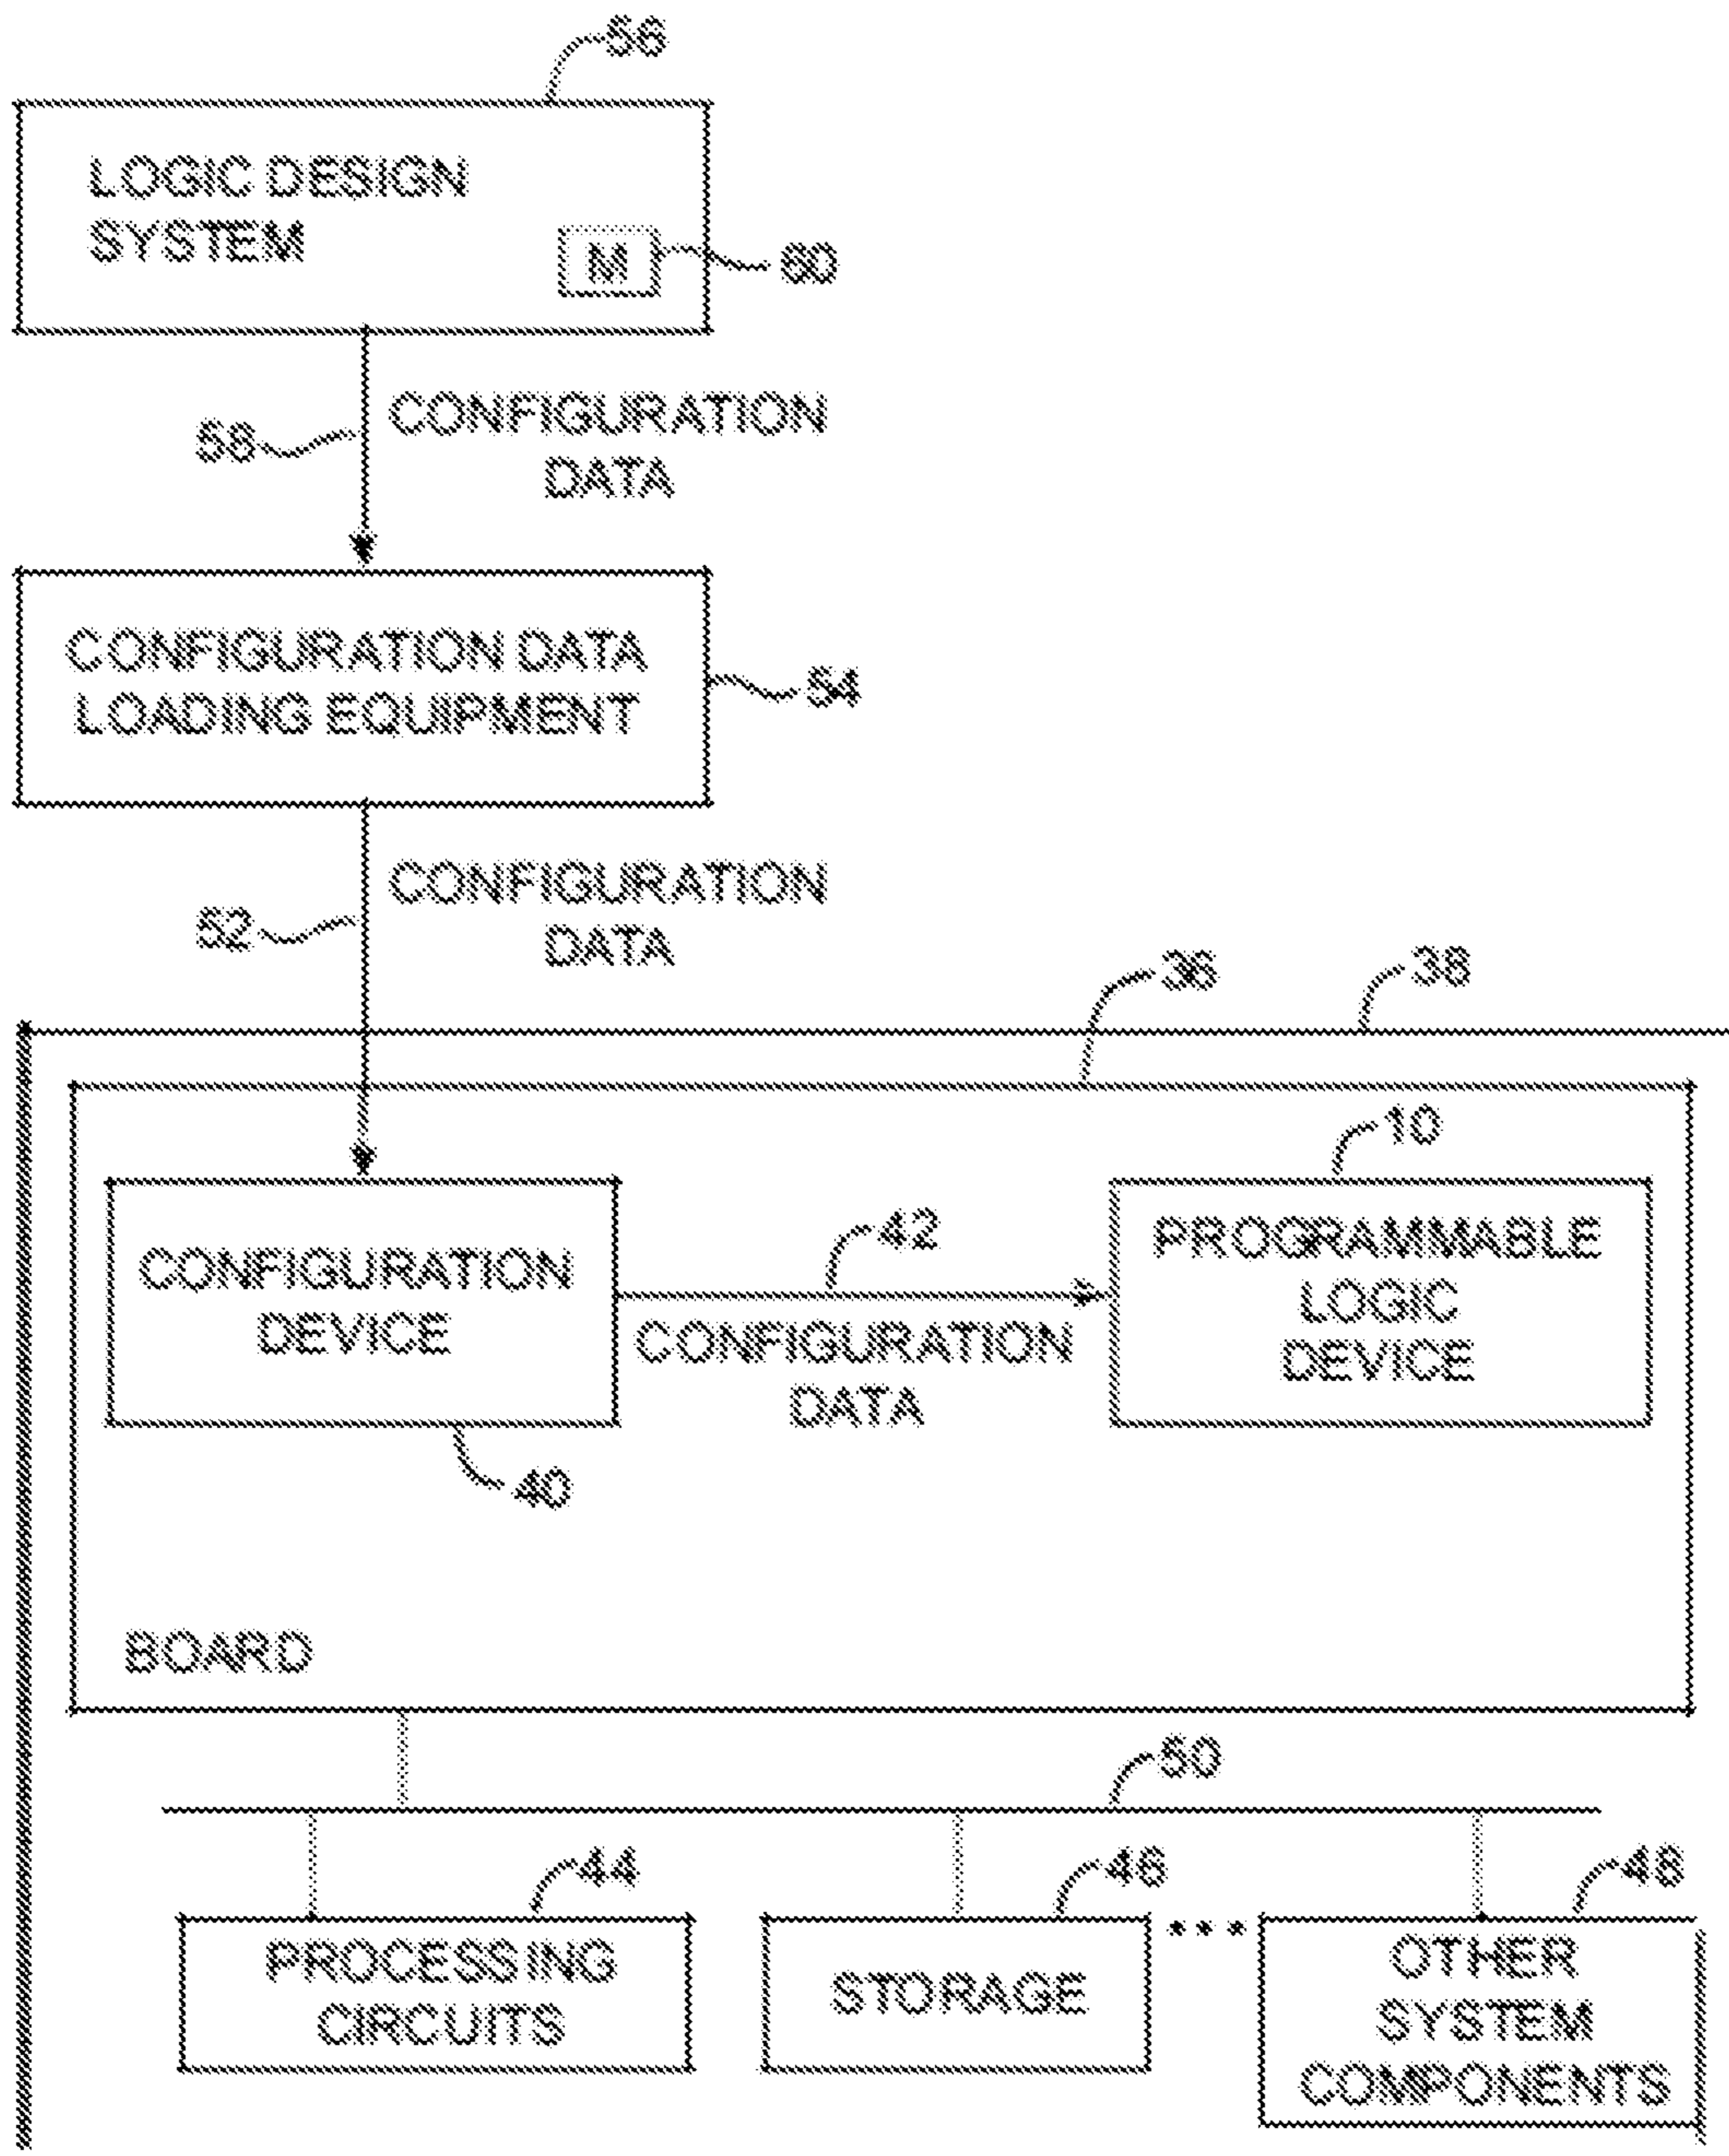 56
LOGIC DESIGN
SYSTEM
M
60
58
CONFIGURATION
DATA
CONFIGURATION DATA
LOADING EQUIPMENT
54
52
CONFIGURATION
DATA
36
38
10
CONFIGURATION
DEVICE
42
CONFIGURATION
DATA
PROGRAMMABLE
LOGIC
DEVICE
40
BOARD
50
44
46
48
PROCESSING
CIRCUITS
STORAGE
...
OTHER
SYSTEM
COMPONENTS